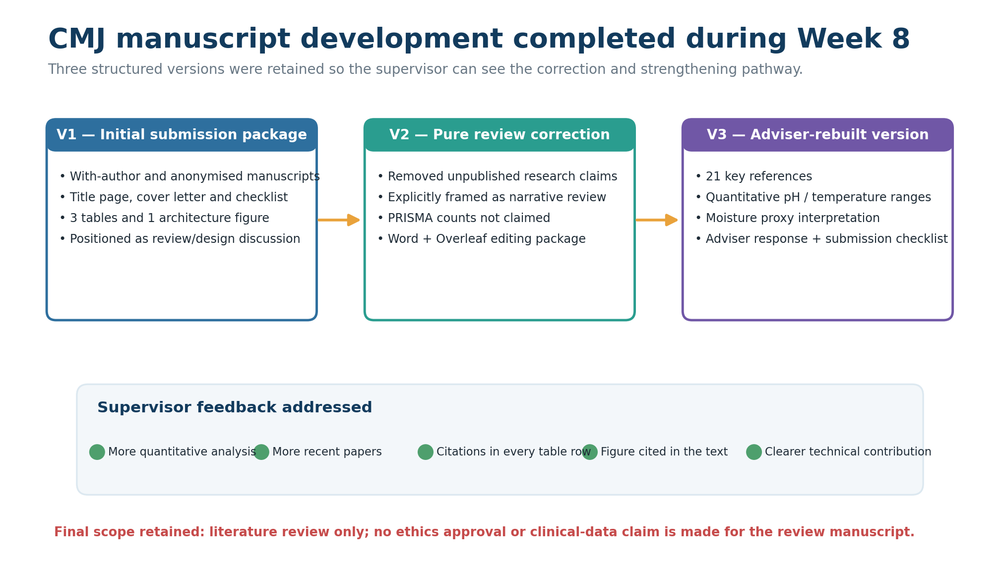 CMJ manuscript development completed during Week 8
Three structured versions were retained so the supervisor can see the correction and strengthening pathway.
V1 — Initial submission package
• With-author and anonymised manuscripts
• Title page, cover letter and checklist
• 3 tables and 1 architecture figure
• Positioned as review/design discussion
V2 — Pure review correction
• Removed unpublished research claims
• Explicitly framed as narrative review
• PRISMA counts not claimed
• Word + Overleaf editing package
V3 — Adviser-rebuilt version
• 21 key references
• Quantitative pH / temperature ranges
• Moisture proxy interpretation
• Adviser response + submission checklist
Supervisor feedback addressed
More quantitative analysis
More recent papers
Citations in every table row
Figure cited in the text
Clearer technical contribution
Final scope retained: literature review only; no ethics approval or clinical-data claim is made for the review manuscript.